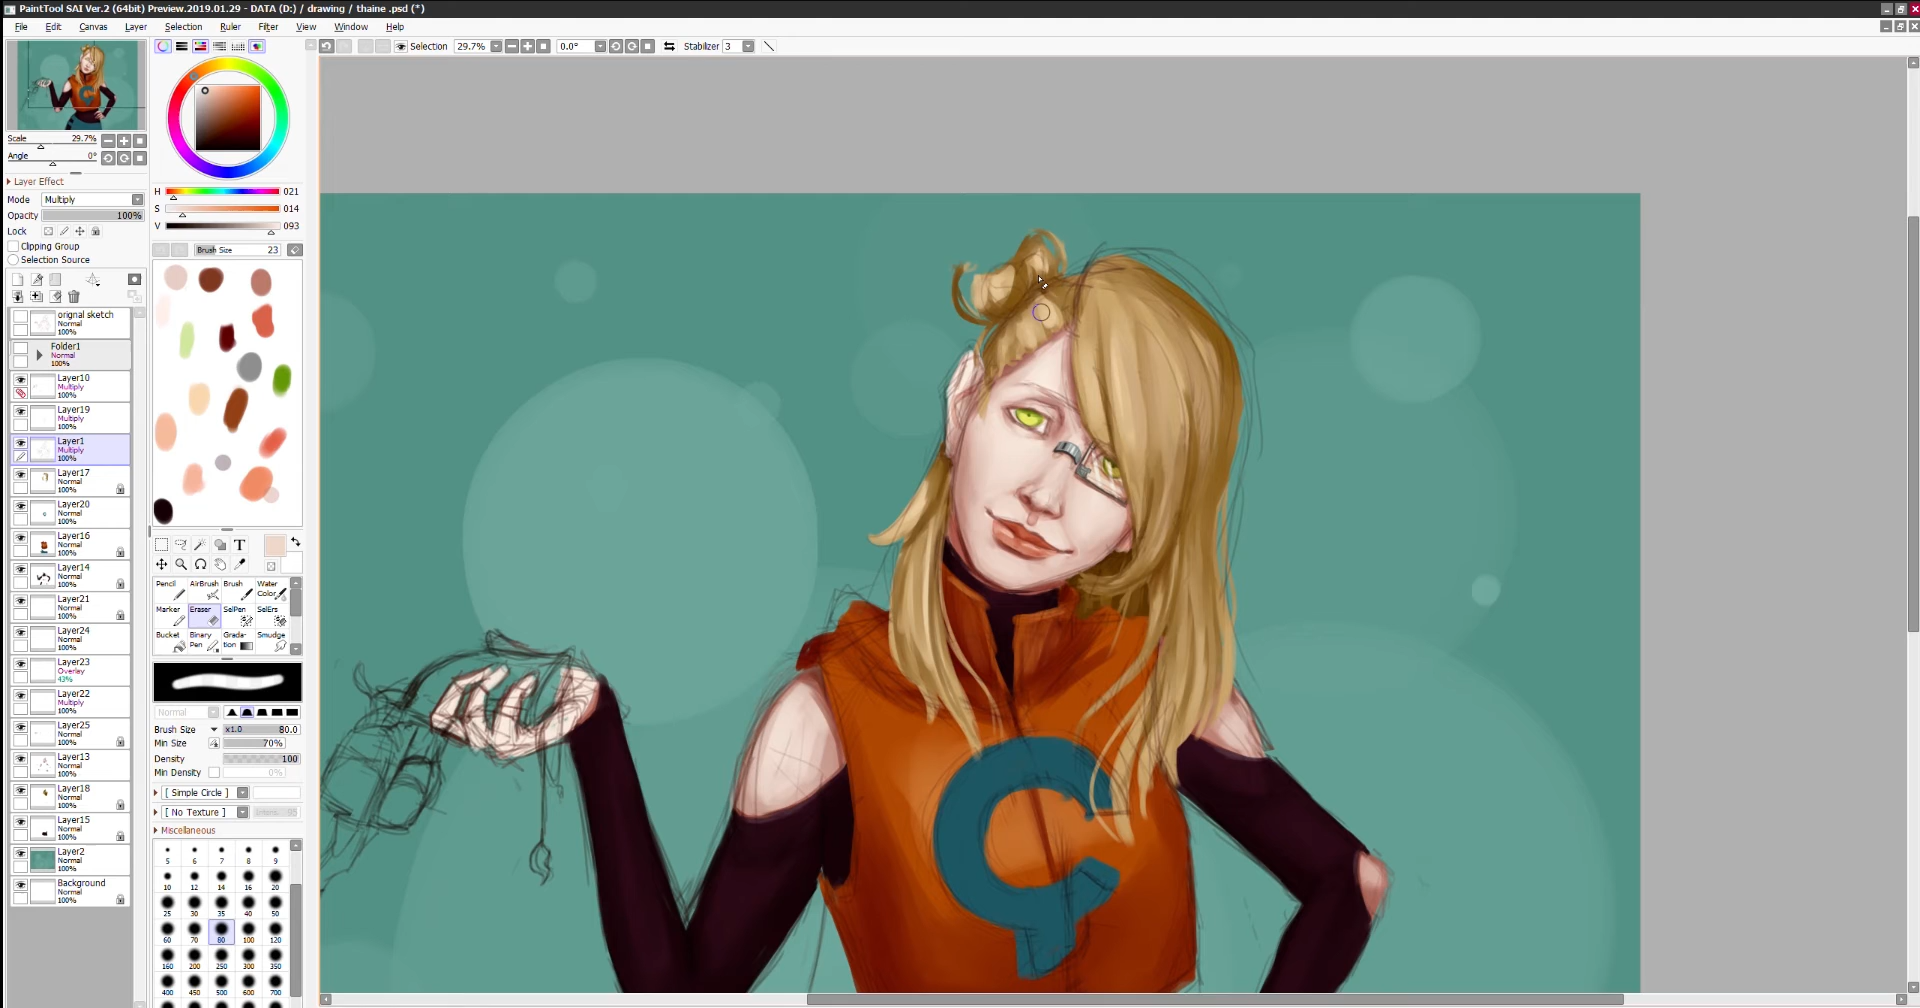 PaintTool SAI Ver.2 (64bit) Preview.2019.01.29 - DATA (D:) / drawing / thaine .psd (*)
File Edit Canvas Layer Selection Ruler Filter View Window Help
Selection 29.7% 0.0° Stabilizer 3
Scale 29.7%
Angle 0°
Layer Effect
Mode Multiply
Opacity 100%
Lock
Clipping Group
Selection Source
orignal sketch
Normal
100%
Folder1
Normal
100%
Layer10
Multiply
100%
Layer19
Multiply
100%
Layer1
Multiply
100%
Layer17
Normal
100%
Layer20
Normal
100%
Layer16
Normal
100%
Layer14
Normal
100%
Layer21
Normal
100%
Layer24
Normal
100%
Layer23
Overlay
43%
Layer22
Multiply
100%
Layer25
Normal
100%
Layer13
Normal
100%
Layer18
Normal
100%
Layer15
Normal
100%
Layer2
Normal
100%
Background
Normal
100%
H 021
S 014
V 093
Brush Size 23
T
Pencil AirBrush Brush Water Color
Marker Eraser SelPen SelErs
Bucket Binary Pen Grada-tion Smudge
Normal
Brush Size x1.0 80.0
Min Size 70%
Density 100
Min Density 0%
[ Simple Circle ]
[ No Texture ] 95
Miscellaneous
5 6 7 8 9
10 12 14 16 20
25 30 35 40 50
60 70 80 100 120
160 200 250 300 350
400 450 500 600 700
Ç